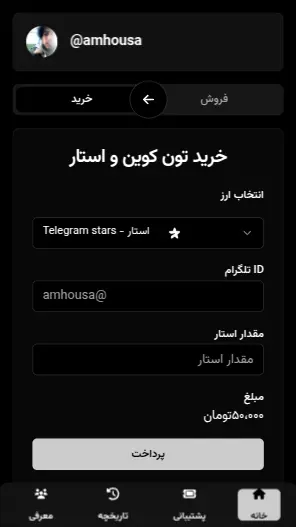 @amhousa
خرید
فروش
خرید تون کوین و استار
انتخاب ارز
استار - Telegram stars
ID تلگرام
@amhousa
مقدار استار
مقدار استار
مبلغ
۵۰،۰۰۰تومان
پرداخت
خانه
پشتیبانی
تاریخچه
معرفی